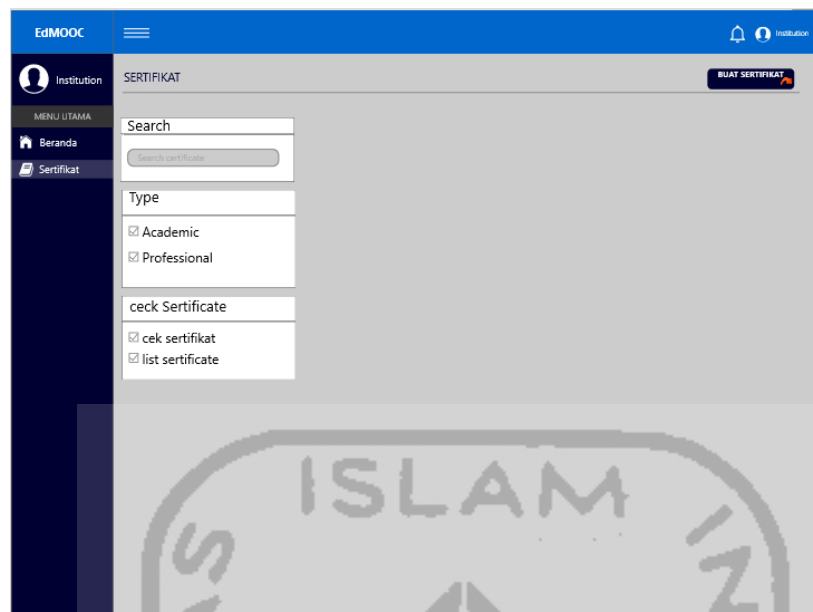 EdMOOC
Institution
Institution
SERTIFIKAT
BUAT SERTIFIKAT
MENU UTAMA
Beranda
Sertifikat
Search
Search certificate
Type
Academic
Professional
ceck Sertificate
cek sertifikat
list sertificate
ISLAM